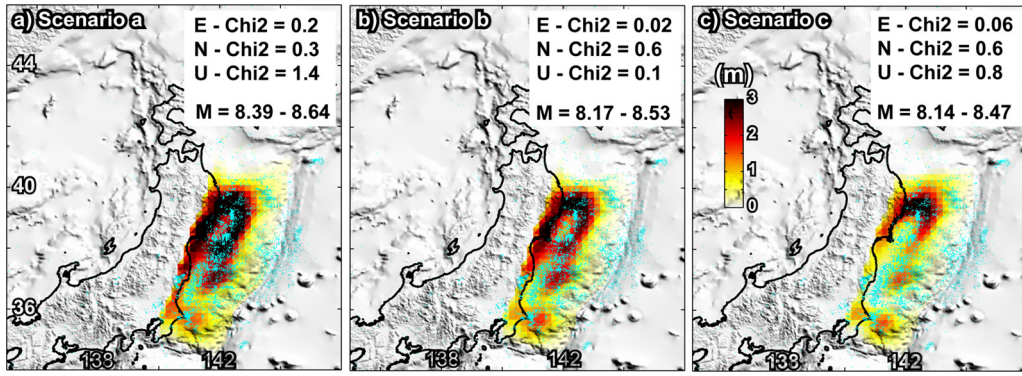 a) Scenario a
E - Chi2 = 0.2
N - Chi2 = 0.3
U - Chi2 = 1.4
M = 8.39 - 8.64
44
40
36
138
142
b) Scenario b
E - Chi2 = 0.02
N - Chi2 = 0.6
U - Chi2 = 0.1
M = 8.17 - 8.53
138
142
c) Scenario c
E - Chi2 = 0.06
N - Chi2 = 0.6
U - Chi2 = 0.8
M = 8.14 - 8.47
(m)
3
2
1
0
138
142